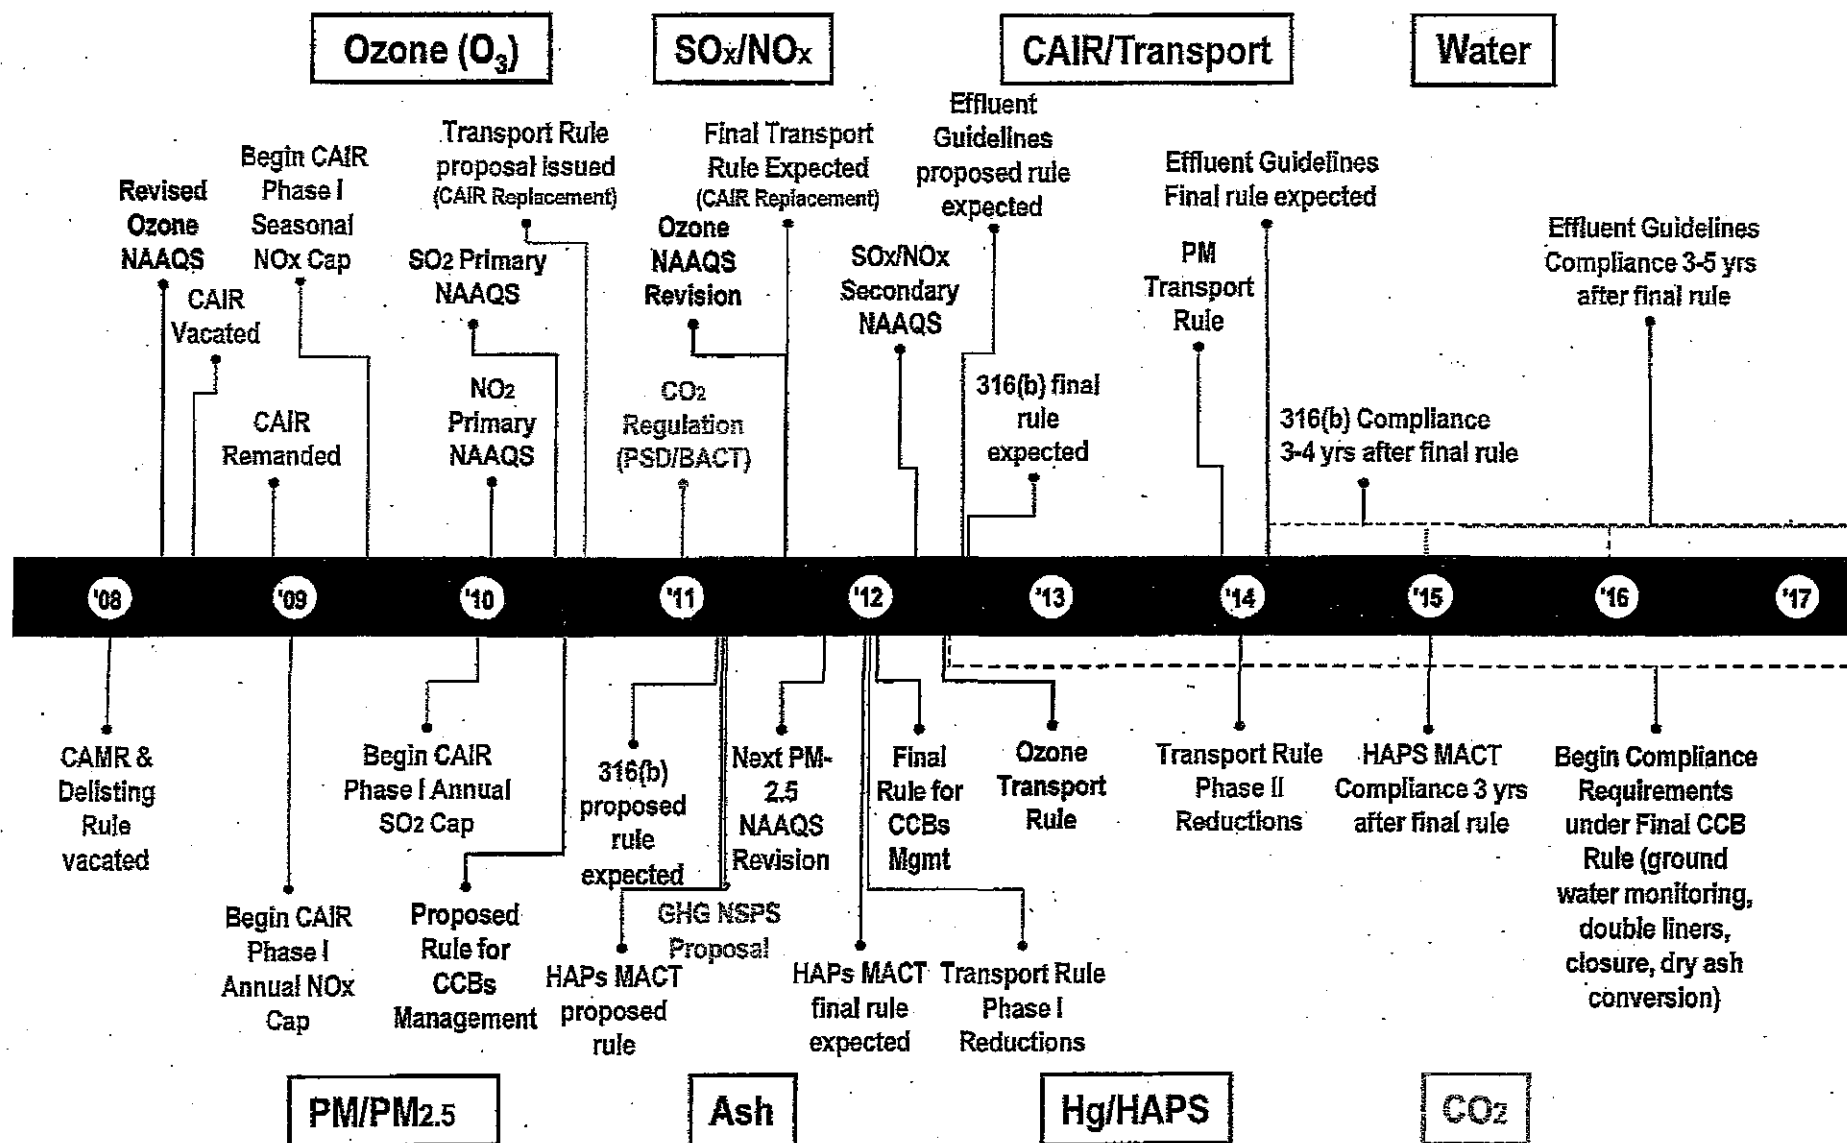 Ozone (O3)
SOx/NOx
CAIR/Transport
Water
Revised
Ozone
NAAQS
CAIR
Vacated
Begin CAIR
Phase I
Seasonal
NOx Cap
CAIR
Remanded
Transport Rule
proposal issued
(CAIR Replacement)
SO2 Primary
NAAQS
NO2
Primary
NAAQS
Final Transport
Rule Expected
(CAIR Replacement)
Ozone
NAAQS
Revision
CO2
Regulation
(PSD/BACT)
SOx/NOx
Secondary
NAAQS
Effluent
Guidelines
proposed rule
expected
316(b) final
rule
expected
Effluent Guidelines
Final rule expected
PM
Transport
Rule
316(b) Compliance
3-4 yrs after final rule
Effluent Guidelines
Compliance 3-5 yrs
after final rule
'08
'09
'10
'11
'12
'13
'14
'15
'16
'17
CAMR &
Delisting
Rule
vacated
Begin CAIR
Phase I
Annual NOx
Cap
Begin CAIR
Phase I Annual
SO2 Cap
Proposed
Rule for
CCBs
Management
316(b)
proposed
rule
expected
HAPs MACT
proposed
rule
GHG NSPS
Proposal
Next PM-
2.5
NAAQS
Revision
HAPs MACT
final rule
expected
Final
Rule for
CCBs
Mgmt
Transport Rule
Phase I
Reductions
Ozone
Transport
Rule
Transport Rule
Phase II
Reductions
HAPS MACT
Compliance 3 yrs
after final rule
Begin Compliance
Requirements
under Final CCB
Rule (ground
water monitoring,
double liners,
closure, dry ash
conversion)
PM/PM2.5
Ash
Hg/HAPS
CO2